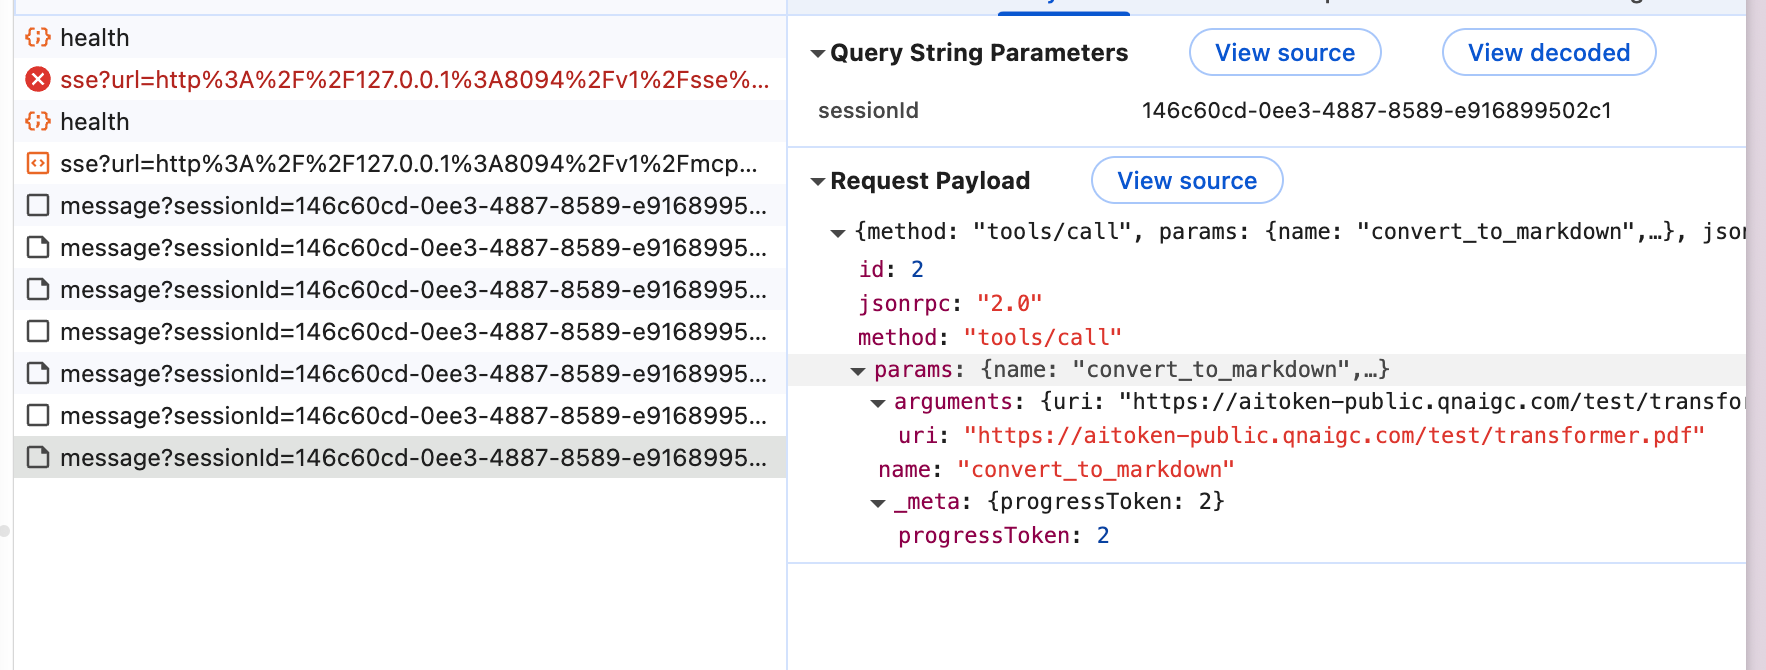 health
sse?url=http%3A%2F%2F127.0.0.1%3A8094%2Fv1%2Fsse%...
health
sse?url=http%3A%2F%2F127.0.0.1%3A8094%2Fv1%2Fmcp...
message?sessionId=146c60cd-0ee3-4887-8589-e9168995...
message?sessionId=146c60cd-0ee3-4887-8589-e9168995...
message?sessionId=146c60cd-0ee3-4887-8589-e9168995...
message?sessionId=146c60cd-0ee3-4887-8589-e9168995...
message?sessionId=146c60cd-0ee3-4887-8589-e9168995...
message?sessionId=146c60cd-0ee3-4887-8589-e9168995...
message?sessionId=146c60cd-0ee3-4887-8589-e9168995...
Query String Parameters View source View decoded
sessionId 146c60cd-0ee3-4887-8589-e916899502c1
Request Payload View source
{method: "tools/call", params: {name: "convert_to_markdown",…}, jso
id: 2
jsonrpc: "2.0"
method: "tools/call"
params: {name: "convert_to_markdown",…}
arguments: {uri: "https://aitoken-public.qnaigc.com/test/transfo
uri: "https://aitoken-public.qnaigc.com/test/transformer.pdf"
name: "convert_to_markdown"
_meta: {progressToken: 2}
progressToken: 2